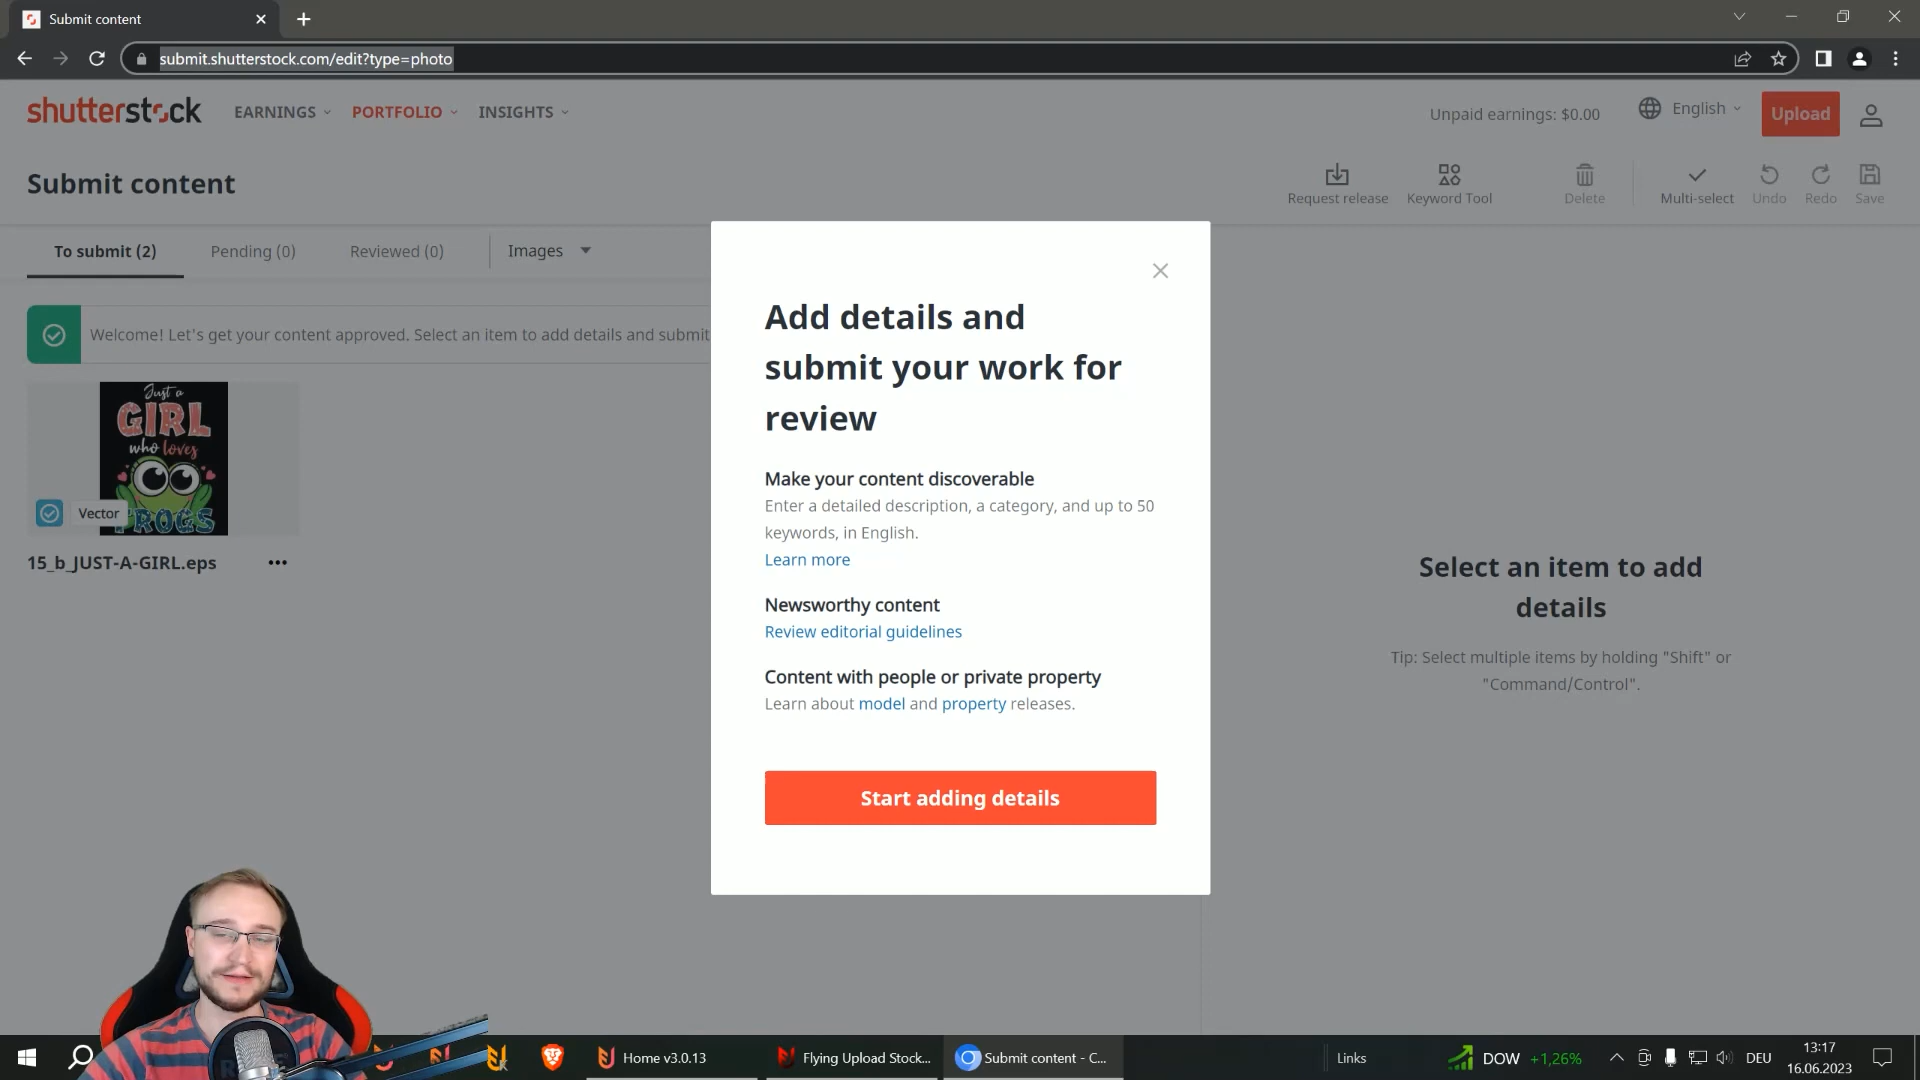 Submit content
submit.shutterstock.com/edit?type=photo
shutterstock
EARNINGS
PORTFOLIO
INSIGHTS
Unpaid earnings: $0.00
English
Upload
Submit content
Request release
Keyword Tool
Delete
Multi-select
Undo
Redo
Save
To submit (2)
Pending (0)
Reviewed (0)
Images
Welcome! Let's get your content approved. Select an item to add details and submit
Just a
GIRL
who loves
FROGS
Vector
15_b_JUST-A-GIRL.eps
Add details and
submit your work for
review
Make your content discoverable
Enter a detailed description, a category, and up to 50
keywords, in English.
Learn more
Newsworthy content
Review editorial guidelines
Content with people or private property
Learn about model and property releases.
Start adding details
Select an item to add
details
Tip: Select multiple items by holding "Shift" or
"Command/Control".
Home v3.0.13
Flying Upload Stock...
Submit content - C...
Links
DOW +1,26%
DEU
13:17
16.06.2023